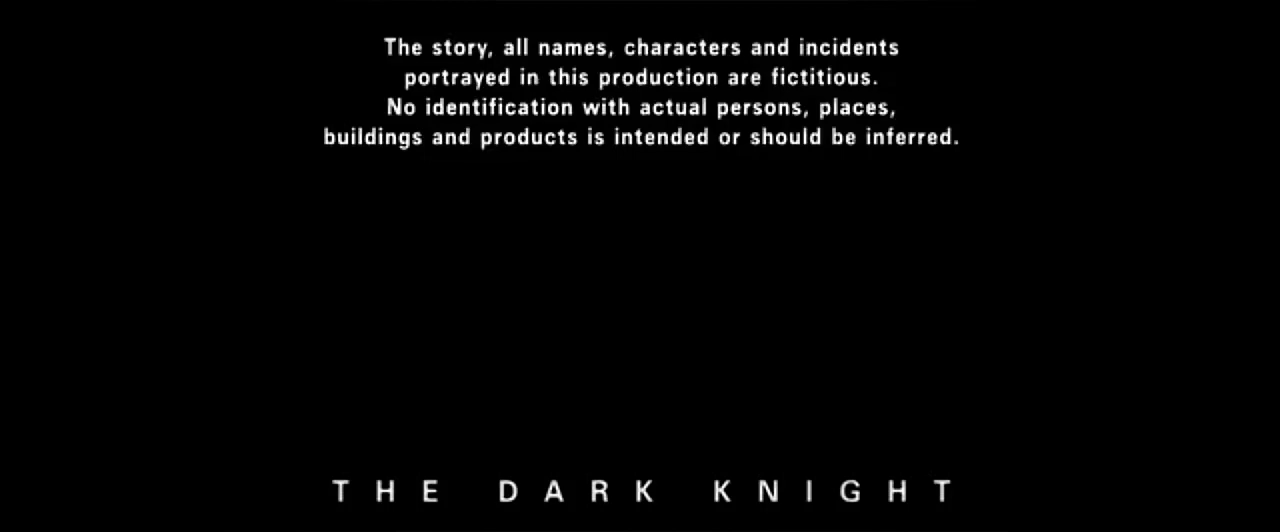 The story, all names, characters and incidents
portrayed in this production are fictitious.
No identification with actual persons, places,
buildings and products is intended or should be inferred.
THE DARK KNIGHT